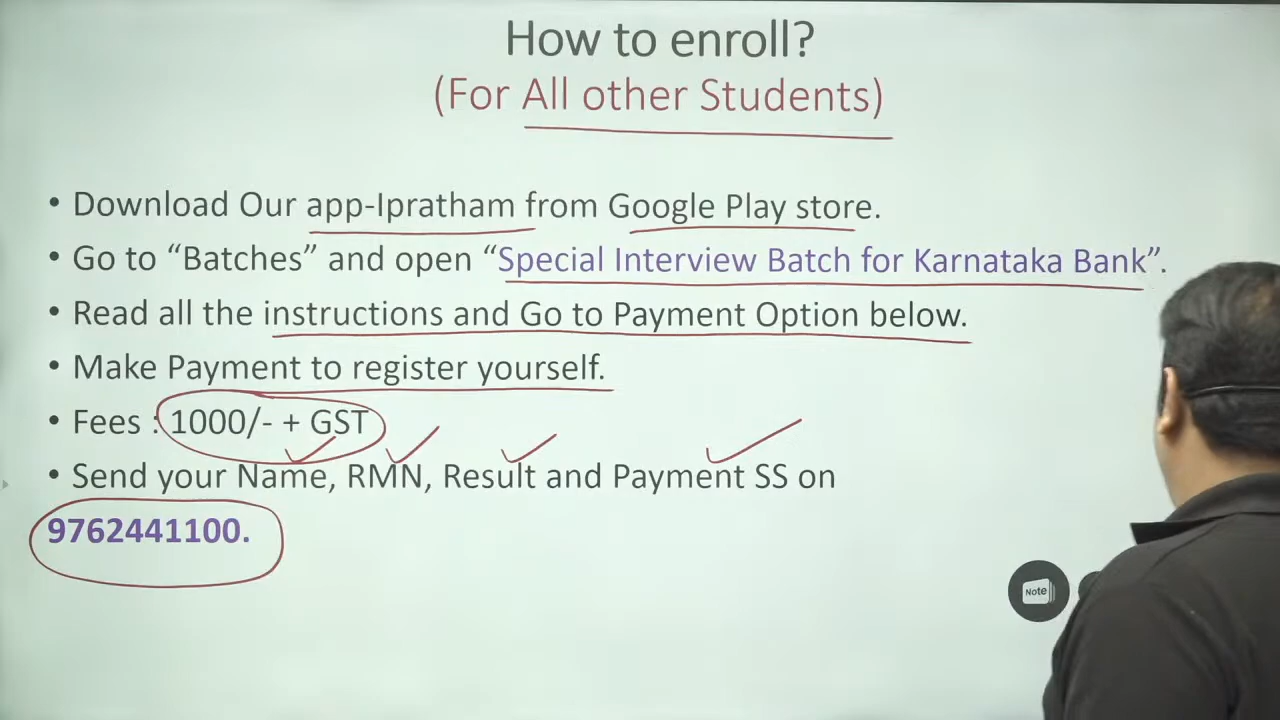 How to enroll?
(For All other Students)
• Download Our app-Ipratham from Google Play store.
• Go to “Batches” and open “Special Interview Batch for Karnataka Bank”.
• Read all the instructions and Go to Payment Option below.
• Make Payment to register yourself.
• Fees : 1000/- + GST
• Send your Name, RMN, Result and Payment SS on
9762441100.
Note